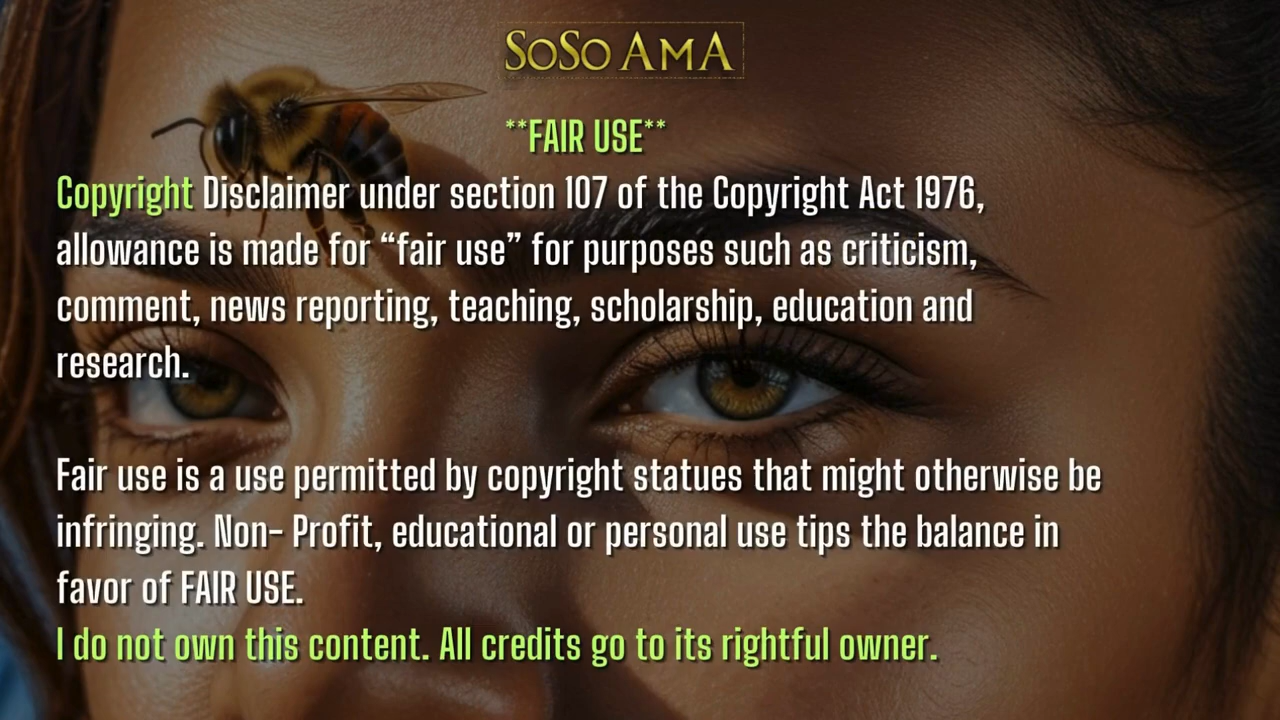 SoSo AmA
**FAIR USE**
Copyright Disclaimer under section 107 of the Copyright Act 1976,
allowance is made for “fair use” for purposes such as criticism,
comment, news reporting, teaching, scholarship, education and
research.
Fair use is a use permitted by copyright statues that might otherwise be
infringing. Non- Profit, educational or personal use tips the balance in
favor of FAIR USE.
I do not own this content. All credits go to its rightful owner.